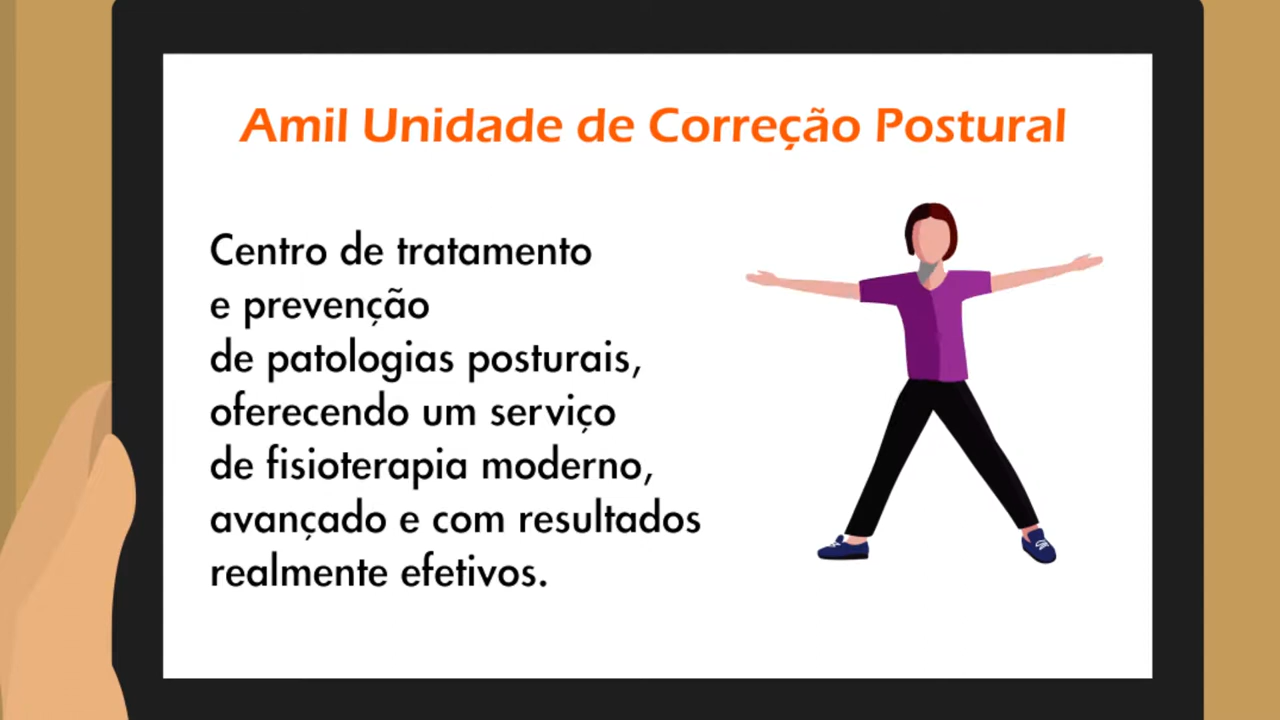 Amil Unidade de Correção Postural
Centro de tratamento
e prevenção
de patologias posturais,
oferecendo um serviço
de fisioterapia moderno,
avançado e com resultados
realmente efetivos.